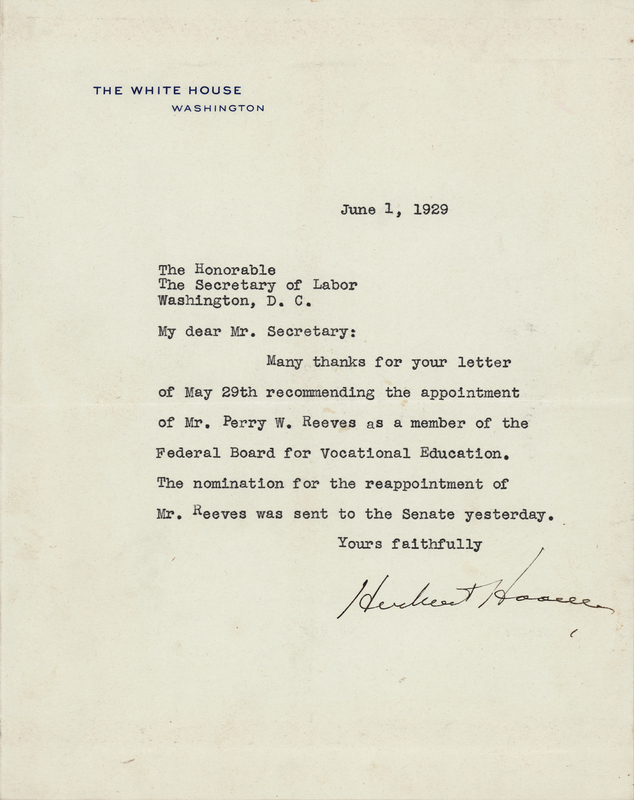 THE WHITE HOUSE
WASHINGTON
June 1, 1929
The Honorable
The Secretary of Labor
Washington, D. C.
My dear Mr. Secretary:
Many thanks for your letter
of May 29th recommending the appointment
of Mr. Perry W. Reeves as a member of the
Federal Board for Vocational Education.
The nomination for the reappointment of
Mr. Reeves was sent to the Senate yesterday.
Yours faithfully
Herbert Hoover